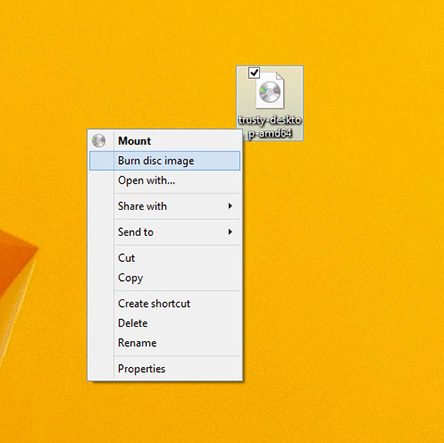 trusty-deskto
p-amd64
Mount
Burn disc image
Open with...
Share with
Send to
Cut
Copy
Create shortcut
Delete
Rename
Properties